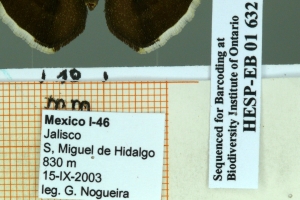 10
mm
Mexico I-46
Jalisco
S, Miguel de Hidalgo
830 m
15-IX-2003
leg. G. Nogueira
Sequenced for Barcoding at
Biodiversity Institute of Ontario
HESP-EB 01 632